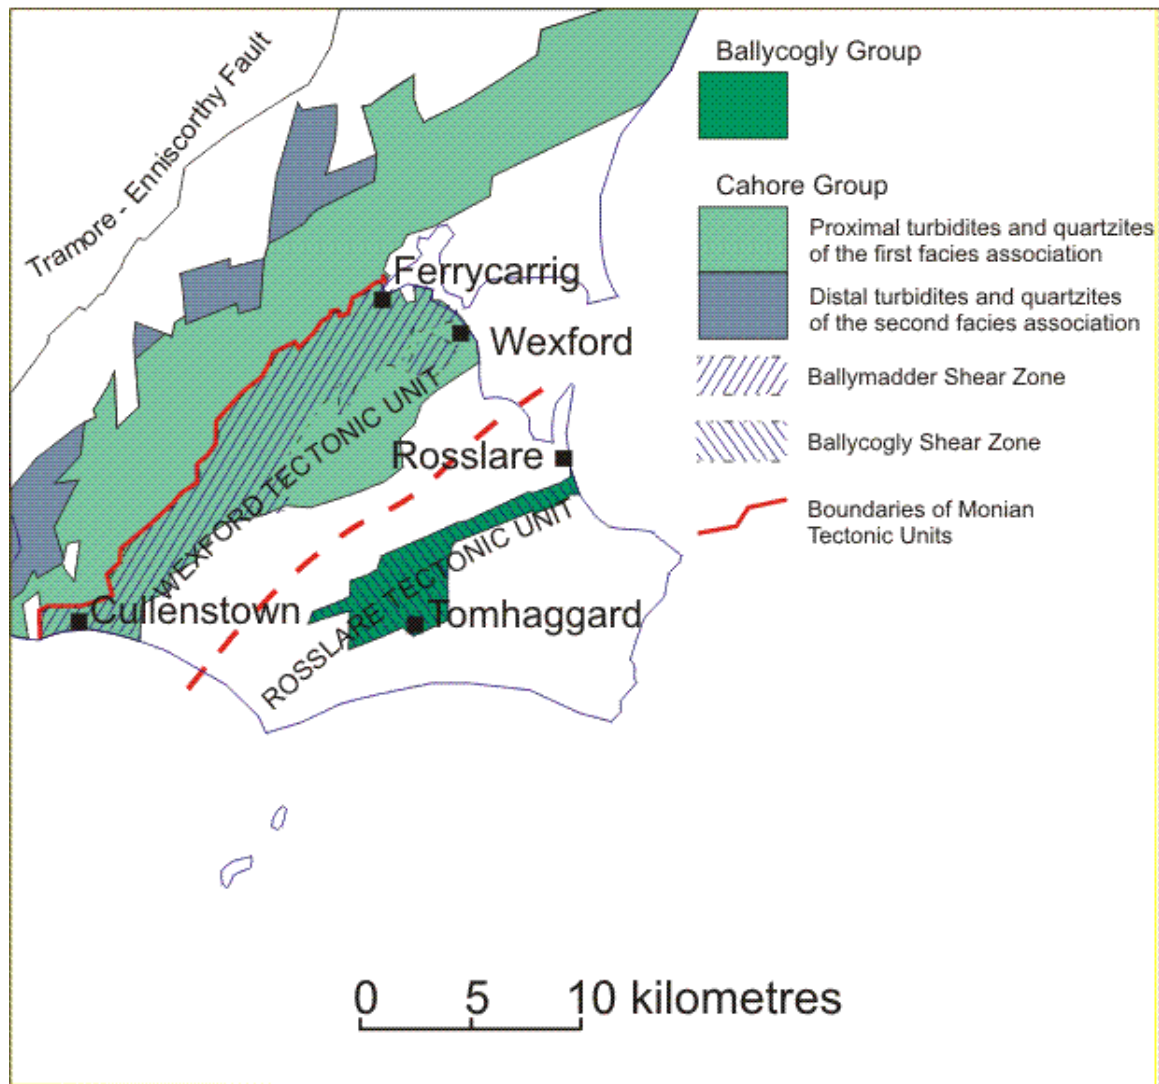 Ballycogly Group
Tramore - Enniscorthy Fault
Cahore Group
Proximal turbidites and quartzites
of the first facies association
Distal turbidites and quartzites
of the second facies association
Ferrycarrig
Wexford
Ballymadder Shear Zone
WEXFORD TECTONIC UNIT
Rosslare
Ballycogly Shear Zone
Boundaries of Monian
Tectonic Units
ROSSLARE TECTONIC UNIT
Cullenstown
Tomhaggard
0 5 10 kilometres